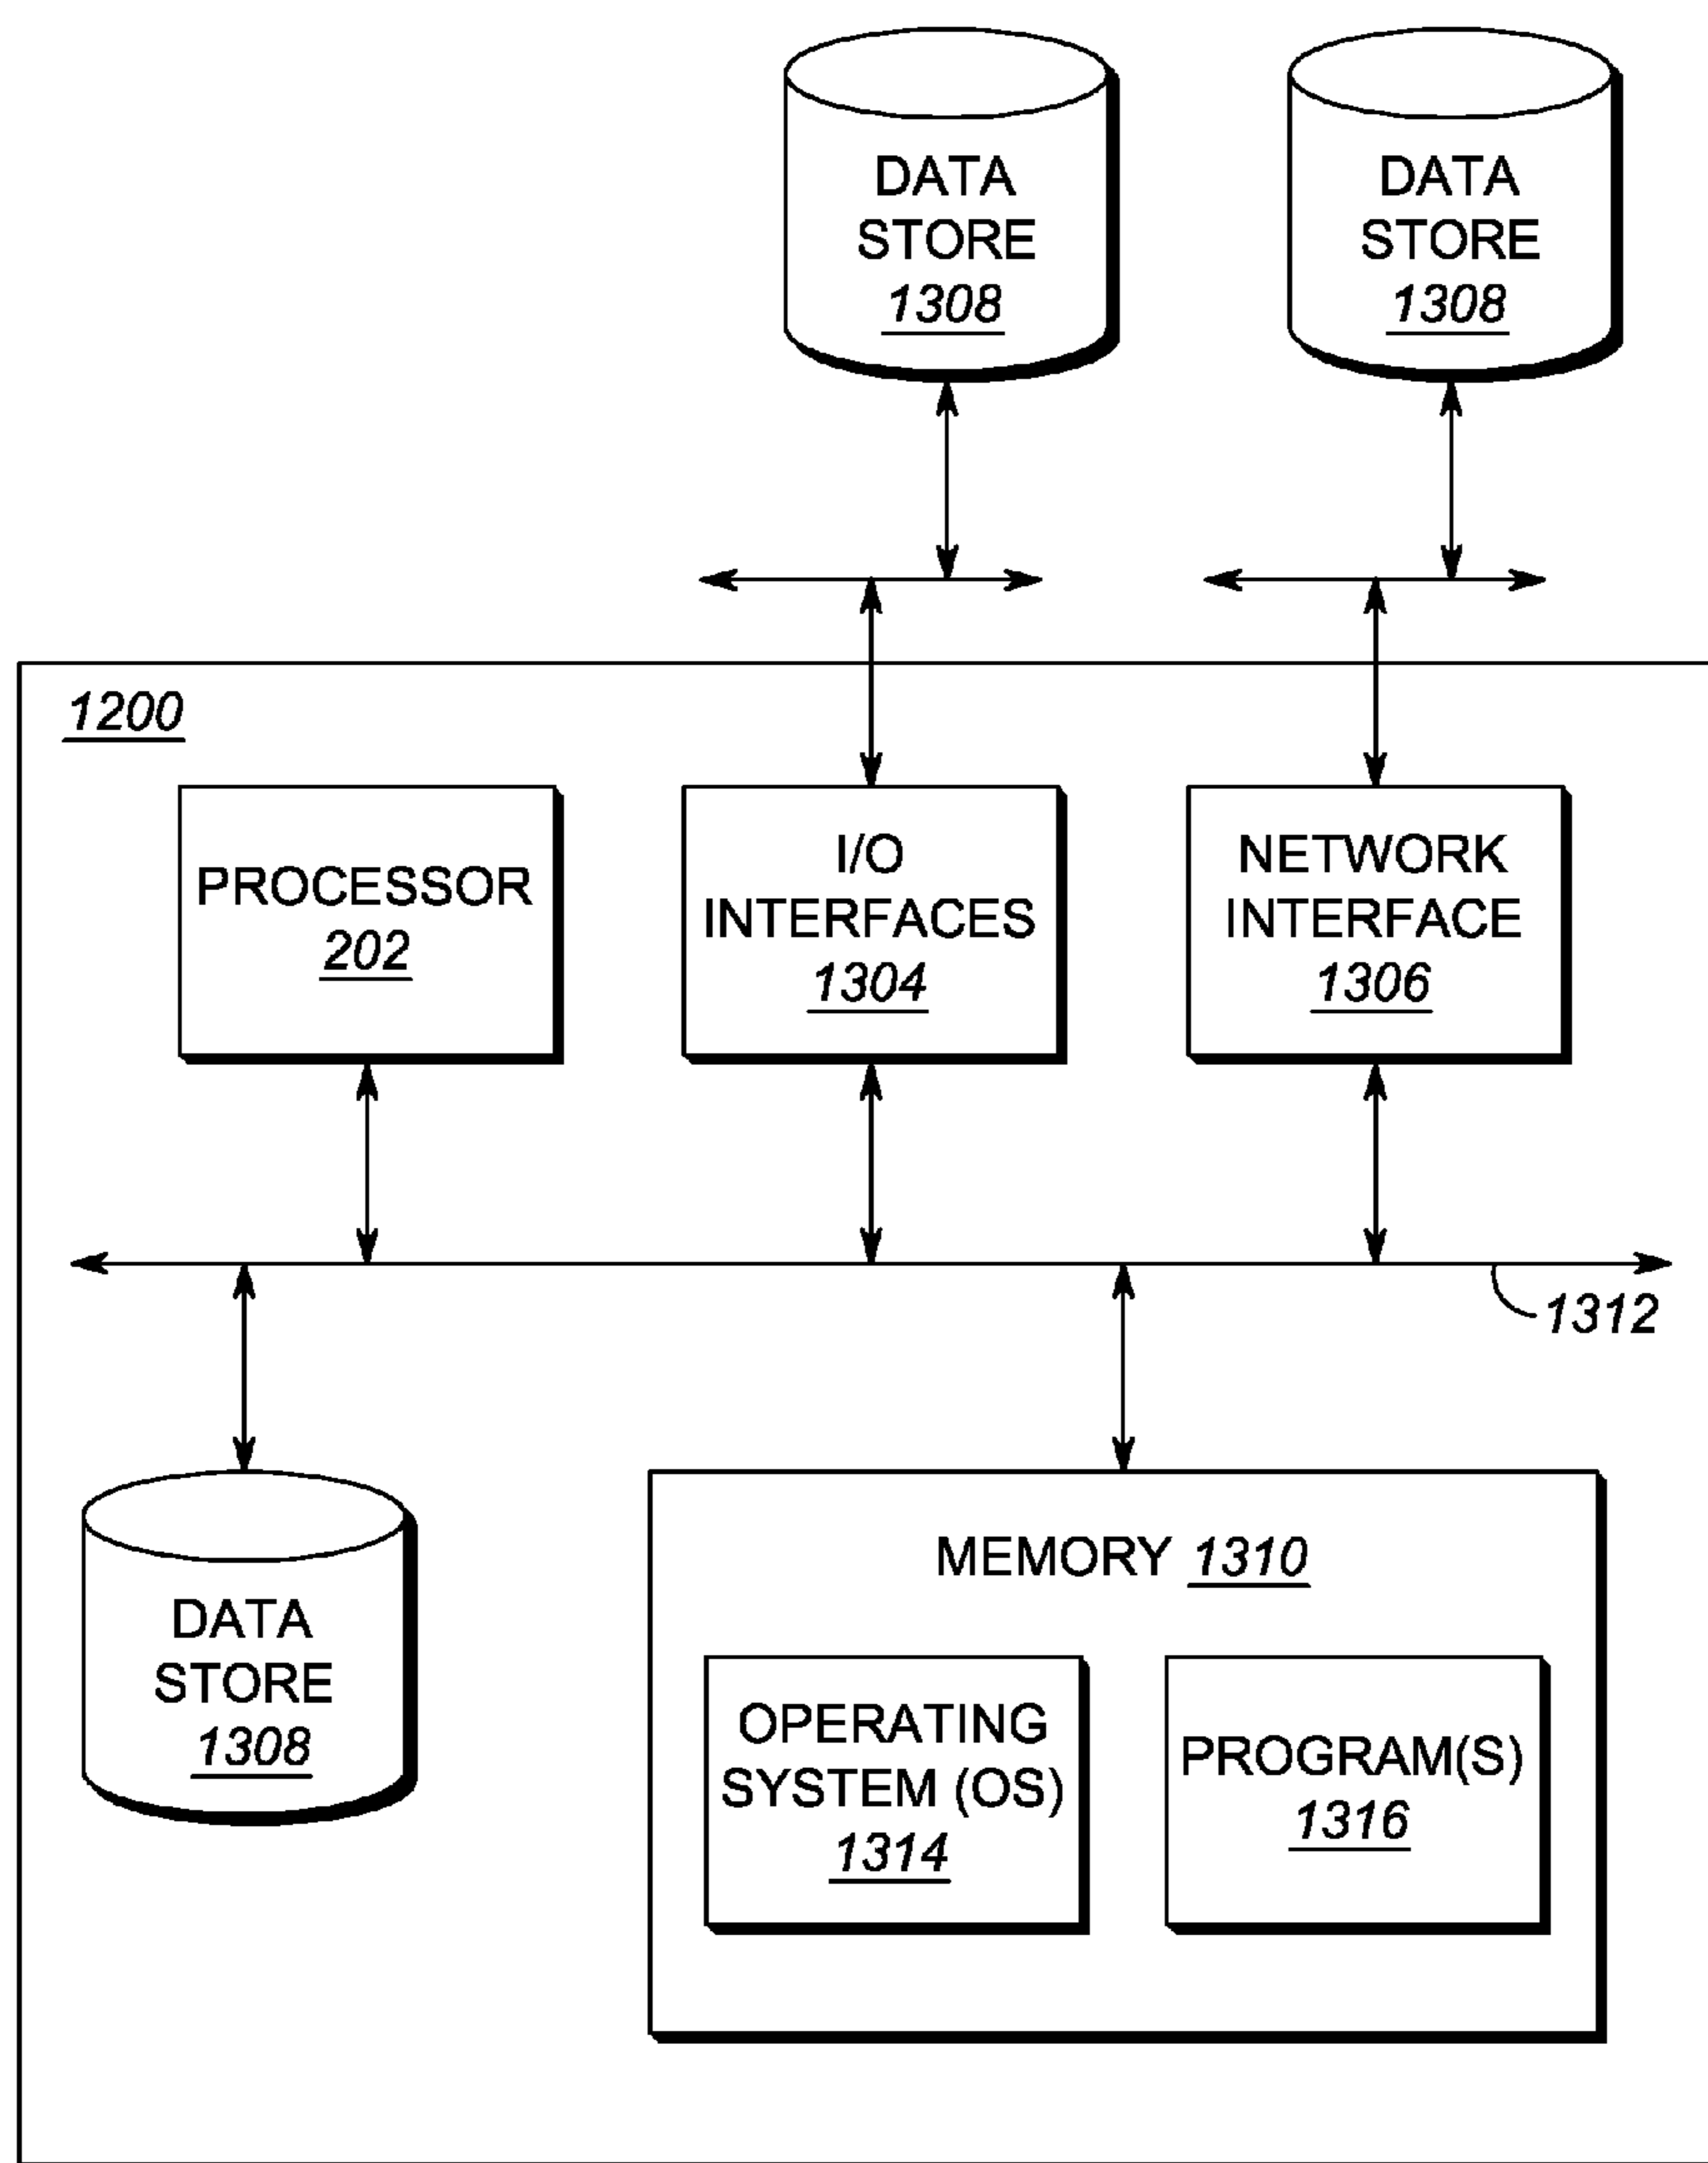 DATA
STORE
1308
DATA
STORE
1308
1200
PROCESSOR
202
I/O
INTERFACES
1304
NETWORK
INTERFACE
1306
1312
DATA
STORE
1308
MEMORY 1310
OPERATING
SYSTEM (OS)
1314
PROGRAM(S)
1316